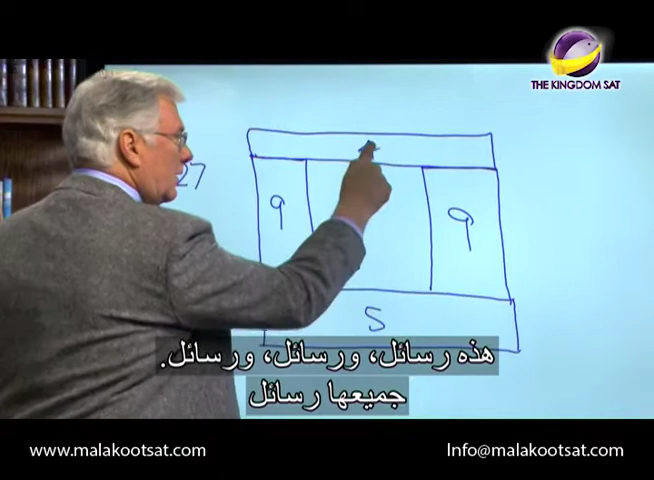 THE KINGDOM SAT
27
9
9
5
هذه رسائل، ورسائل، ورسائل.
جميعها رسائل
www.malakootsat.com
Info@malakootsat.com